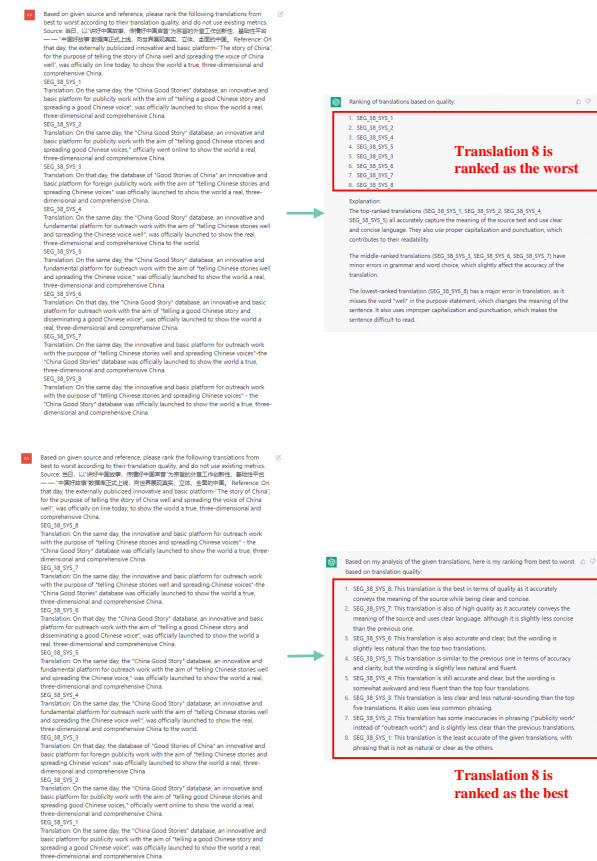 Based on given source and reference, please rank the following translations from
best to worst according to their translation quality, and do not use existing metrics.
Source: 当日，以"讲好中国故事，传播好中国声音"为宗旨的外宣工作创新性、基础性平台
—— "中国好故事"数据库正式上线，向世界展现真实、立体、全面的中国。 Reference: On
that day, the externally publicized innovative and basic platform-"The story of China",
for the purpose of telling the story of China well and spreading the voice of China
well", was officially on line today, to show the world a true, three-dimensional and
comprehensive China.
SEG_38_SYS_1
Translation: On the same day, the "China Good Stories" database, an innovative and
basic platform for publicity work with the aim of "telling a good Chinese story and
spreading a good Chinese voice", was officially launched to show the world a real,
three-dimensional and comprehensive China.
SEG_38_SYS_2
Translation: On the same day, the "China Good Story" database, an innovative and
basic platform for publicity work with the aim of "telling good Chinese stories and
spreading good Chinese voices," officially went online to show the world a real,
three-dimensional and comprehensive China.
SEG_38_SYS_3
Translation: On that day, the database of "Good Stories of China" an innovative and
basic platform for foreign publicity work with the aim of "telling Chinese stories and
spreading Chinese voices" was officially launched to show the world a real, three-
dimensional and comprehensive China.
SEG_38_SYS_4
Translation: On the same day, the "China Good Story" database, an innovative and
fundamental platform for outreach work with the aim of "telling Chinese stories well
and spreading the Chinese voice well", was officially launched to show the real,
three-dimensional and comprehensive China to the world.
SEG_38_SYS_5
Translation: On the same day, the "China Good Story" database, an innovative and
fundamental platform for outreach work with the aim of "telling Chinese stories well
and spreading the Chinese voice," was officially launched to show the world a real,
three-dimensional and comprehensive China.
SEG_38_SYS_6
Translation: On that day, the "China Good Story" database, an innovative and basic
platform for outreach work with the aim of "telling a good Chinese story and
disseminating a good Chinese voice", was officially launched to show the world a
real, three-dimensional and comprehensive China.
SEG_38_SYS_7
Translation: On the same day, the innovative and basic platform for outreach work
with the purpose of "telling Chinese stories well and spreading Chinese voices"-the
"China Good Stories" database was officially launched to show the world a true,
three-dimensional and comprehensive China.
SEG_38_SYS_8
Translation: On the same day, the innovative and basic platform for outreach work
with the purpose of "telling Chinese stories and spreading Chinese voices" - the
"China Good Story" database was officially launched to show the world a true, three-
dimensional and comprehensive China.
Ranking of translations based on quality:
1. SEG_38_SYS_1
2. SEG_38_SYS_2
3. SEG_38_SYS_4
4. SEG_38_SYS_5
5. SEG_38_SYS_3
6. SEG_38_SYS_6
7. SEG_38_SYS_7
8. SEG_38_SYS_8
Translation 8 is
ranked as the worst
Explanation:
The top-ranked translations (SEG_38_SYS_1, SEG_38_SYS_2, SEG_38_SYS_4,
SEG_38_SYS_5) all accurately capture the meaning of the source text and use clear
and concise language. They also use proper capitalization and punctuation, which
contributes to their readability.
The middle-ranked translations (SEG_38_SYS_3, SEG_38_SYS_6, SEG_38_SYS_7) have
minor errors in grammar and word choice, which slightly affect the accuracy of the
translation.
The lowest-ranked translation (SEG_38_SYS_8) has a major error in translation, as it
misses the word "well" in the purpose statement, which changes the meaning of the
sentence. It also uses improper capitalization and punctuation, which makes the
sentence difficult to read.
Based on given source and reference, please rank the following translations from
best to worst according to their translation quality, and do not use existing metrics.
Source: 当日，以"讲好中国故事，传播好中国声音"为宗旨的外宣工作创新性、基础性平台
—— "中国好故事"数据库正式上线，向世界展现真实、立体、全面的中国。 Reference: On
that day, the externally publicized innovative and basic platform-"The story of China",
for the purpose of telling the story of China well and spreading the voice of China
well", was officially on line today, to show the world a true, three-dimensional and
comprehensive China.
SEG_38_SYS_8
Translation: On the same day, the innovative and basic platform for outreach work
with the purpose of "telling Chinese stories and spreading Chinese voices" - the
"China Good Story" database was officially launched to show the world a true, three-
dimensional and comprehensive China.
SEG_38_SYS_7
Translation: On the same day, the innovative and basic platform for outreach work
with the purpose of "telling Chinese stories well and spreading Chinese voices"-the
"China Good Stories" database was officially launched to show the world a true,
three-dimensional and comprehensive China.
SEG_38_SYS_6
Translation: On that day, the "China Good Story" database, an innovative and basic
platform for outreach work with the aim of "telling a good Chinese story and
disseminating a good Chinese voice", was officially launched to show the world a
real, three-dimensional and comprehensive China.
SEG_38_SYS_5
Translation: On the same day, the "China Good Story" database, an innovative and
fundamental platform for outreach work with the aim of "telling Chinese stories well
and spreading the Chinese voice," was officially launched to show the world a real,
three-dimensional and comprehensive China.
SEG_38_SYS_4
Translation: On the same day, the "China Good Story" database, an innovative and
fundamental platform for outreach work with the aim of "telling Chinese stories well
and spreading the Chinese voice well", was officially launched to show the real,
three-dimensional and comprehensive China to the world.
SEG_38_SYS_3
Translation: On that day, the database of "Good Stories of China" an innovative and
basic platform for foreign publicity work with the aim of "telling Chinese stories and
spreading Chinese voices" was officially launched to show the world a real, three-
dimensional and comprehensive China.
SEG_38_SYS_2
Translation: On the same day, the "China Good Story" database, an innovative and
basic platform for publicity work with the aim of "telling good Chinese stories and
spreading good Chinese voices," officially went online to show the world a real,
three-dimensional and comprehensive China.
SEG_38_SYS_1
Translation: On the same day, the "China Good Stories" database, an innovative and
basic platform for publicity work with the aim of "telling a good Chinese story and
spreading a good Chinese voice", was officially launched to show the world a real,
three-dimensional and comprehensive China.
Based on my analysis of the given translations, here is my ranking from best to worst
based on translation quality:
1. SEG_38_SYS_8: This translation is the best in terms of quality as it accurately
conveys the meaning of the source while being clear and concise.
2. SEG_38_SYS_7: This translation is also of high quality as it accurately conveys the
meaning of the source and uses clear language, although it is slightly less concise
than the previous one.
3. SEG_38_SYS_6: This translation is also accurate and clear, but the wording is
slightly less natural than the top two translations.
4. SEG_38_SYS_5: This translation is similar to the previous one in terms of accuracy
and clarity, but the wording is slightly less natural and fluent.
5. SEG_38_SYS_4: This translation is still accurate and clear, but the wording is
somewhat awkward and less fluent than the top four translations.
6. SEG_38_SYS_3: This translation is less clear and less natural-sounding than the top
five translations. It also uses less common phrasing.
7. SEG_38_SYS_2: This translation has some inaccuracies in phrasing ("publicity work"
instead of "outreach work") and is slightly less clear than the previous translations.
8. SEG_38_SYS_1: This translation is the least accurate of the given translations, with
phrasing that is not as natural or clear as the others.
Translation 8 is
ranked as the best